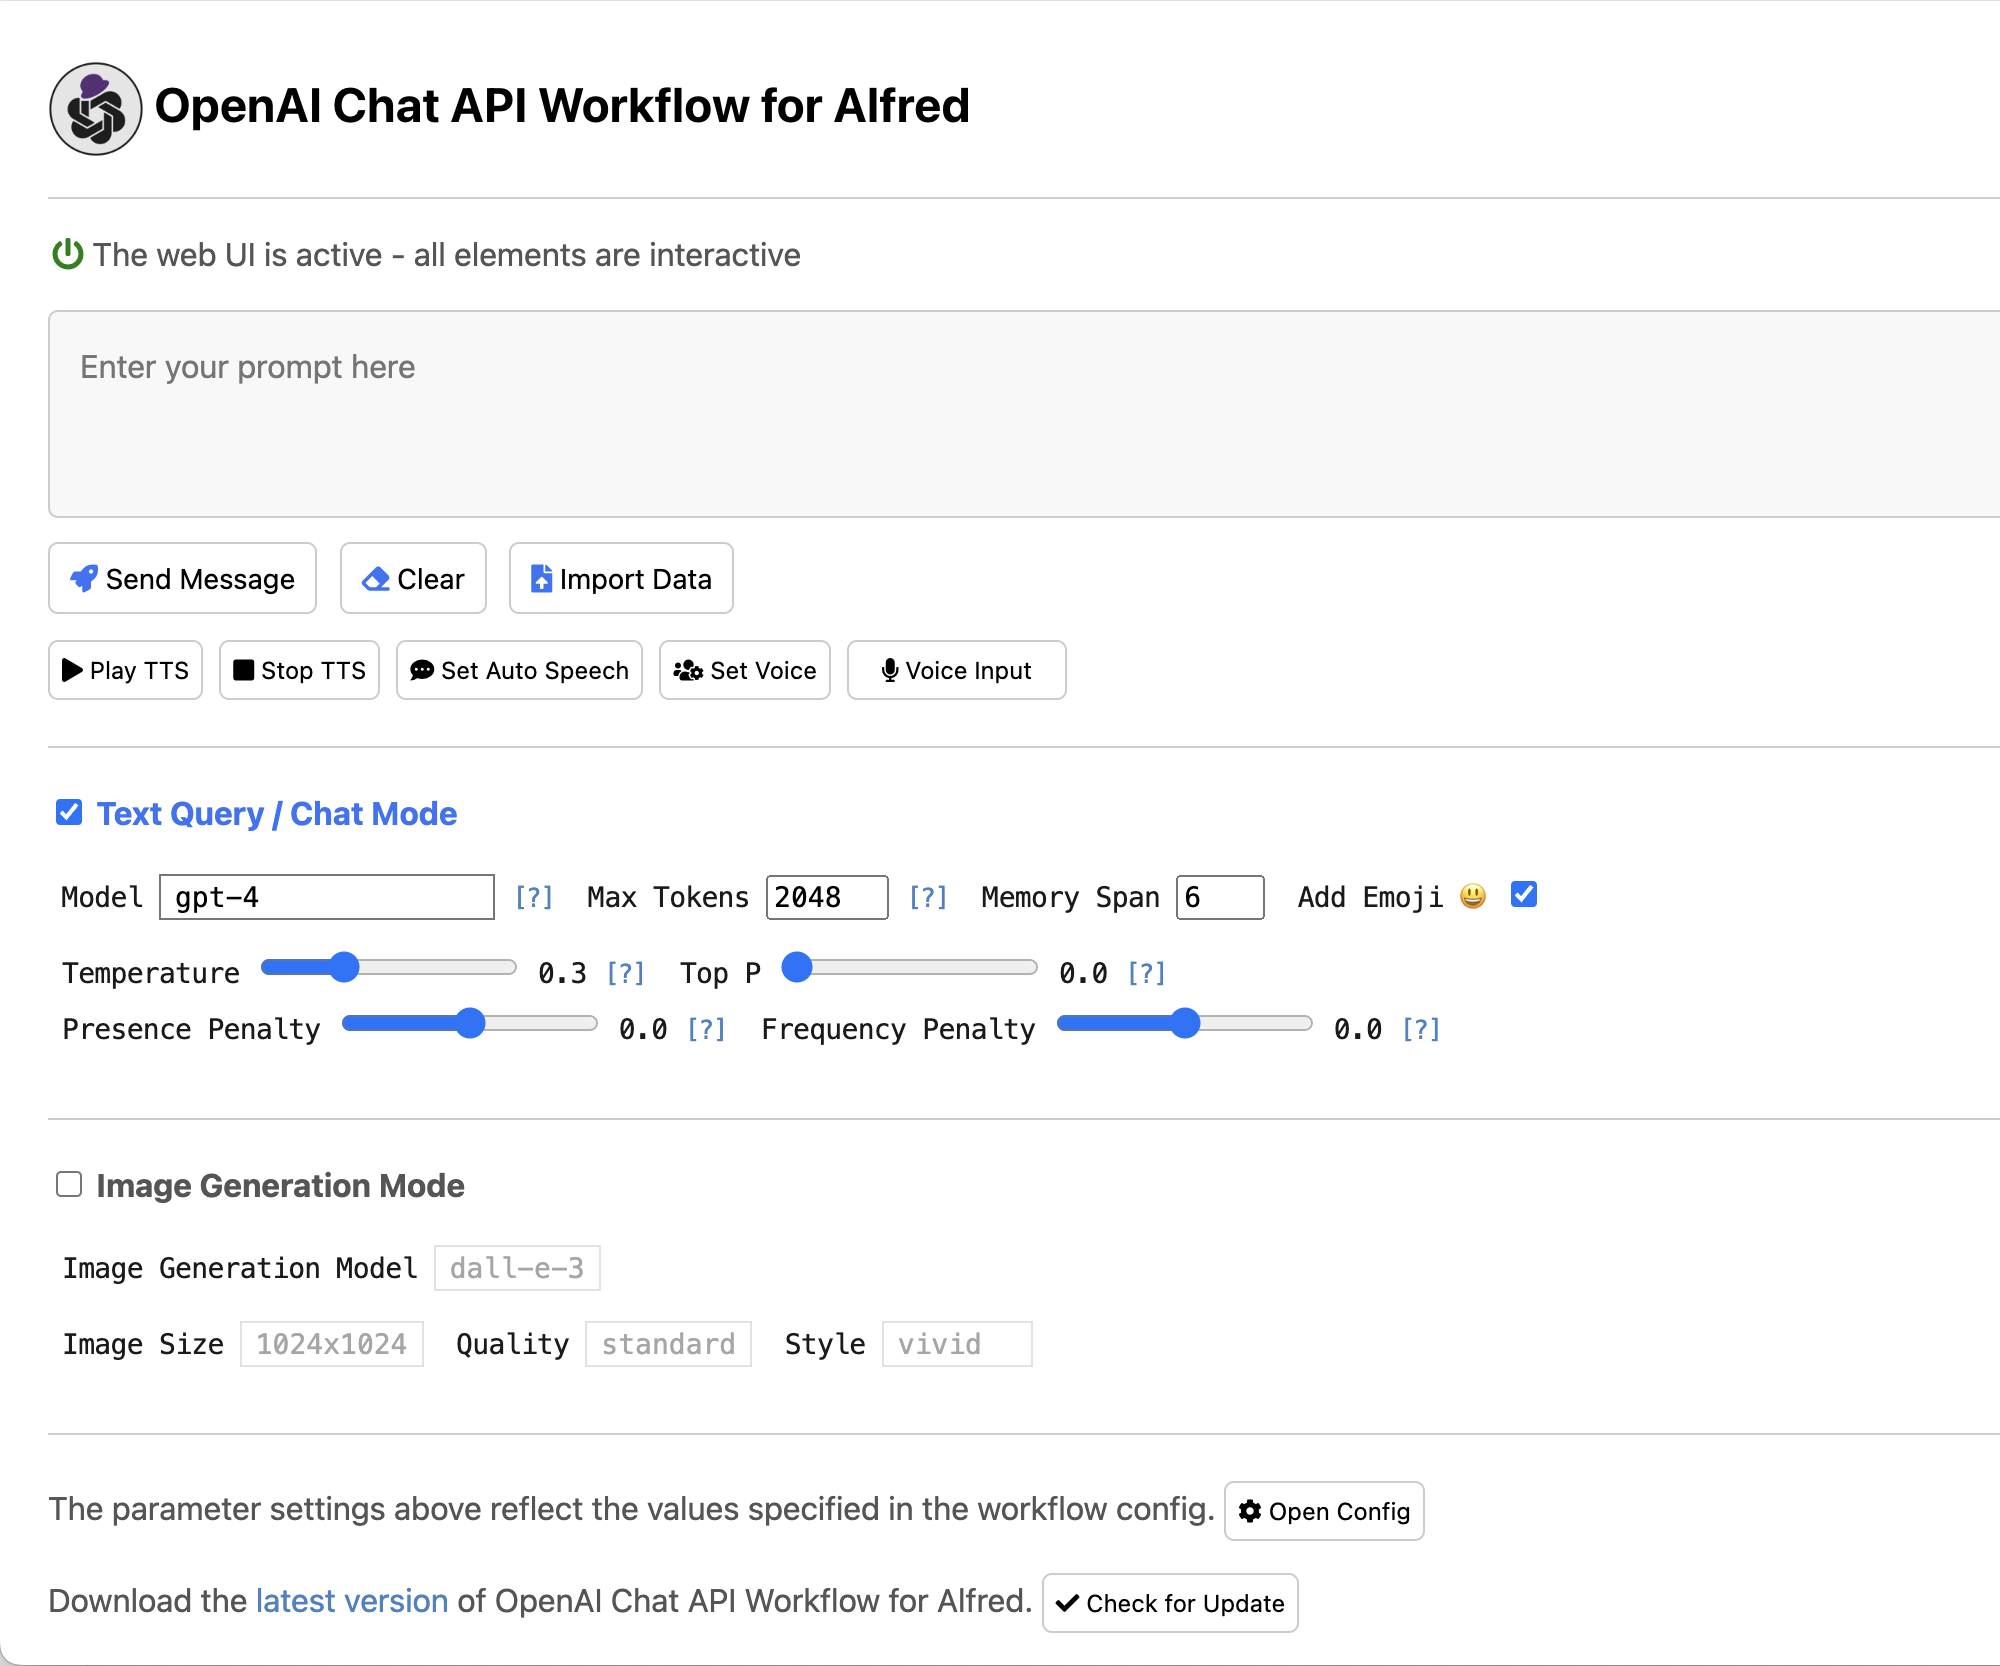 OpenAI Chat API Workflow for Alfred
The web UI is active - all elements are interactive
Enter your prompt here
Send Message Clear Import Data
Play TTS Stop TTS Set Auto Speech Set Voice Voice Input
Text Query / Chat Mode
Model gpt-4 [?] Max Tokens 2048 [?] Memory Span 6 Add Emoji 😃
Temperature 0.3 [?] Top P 0.0 [?]
Presence Penalty 0.0 [?] Frequency Penalty 0.0 [?]
Image Generation Mode
Image Generation Model dall-e-3
Image Size 1024x1024 Quality standard Style vivid
The parameter settings above reflect the values specified in the workflow config. Open Config
Download the latest version of OpenAI Chat API Workflow for Alfred. Check for Update